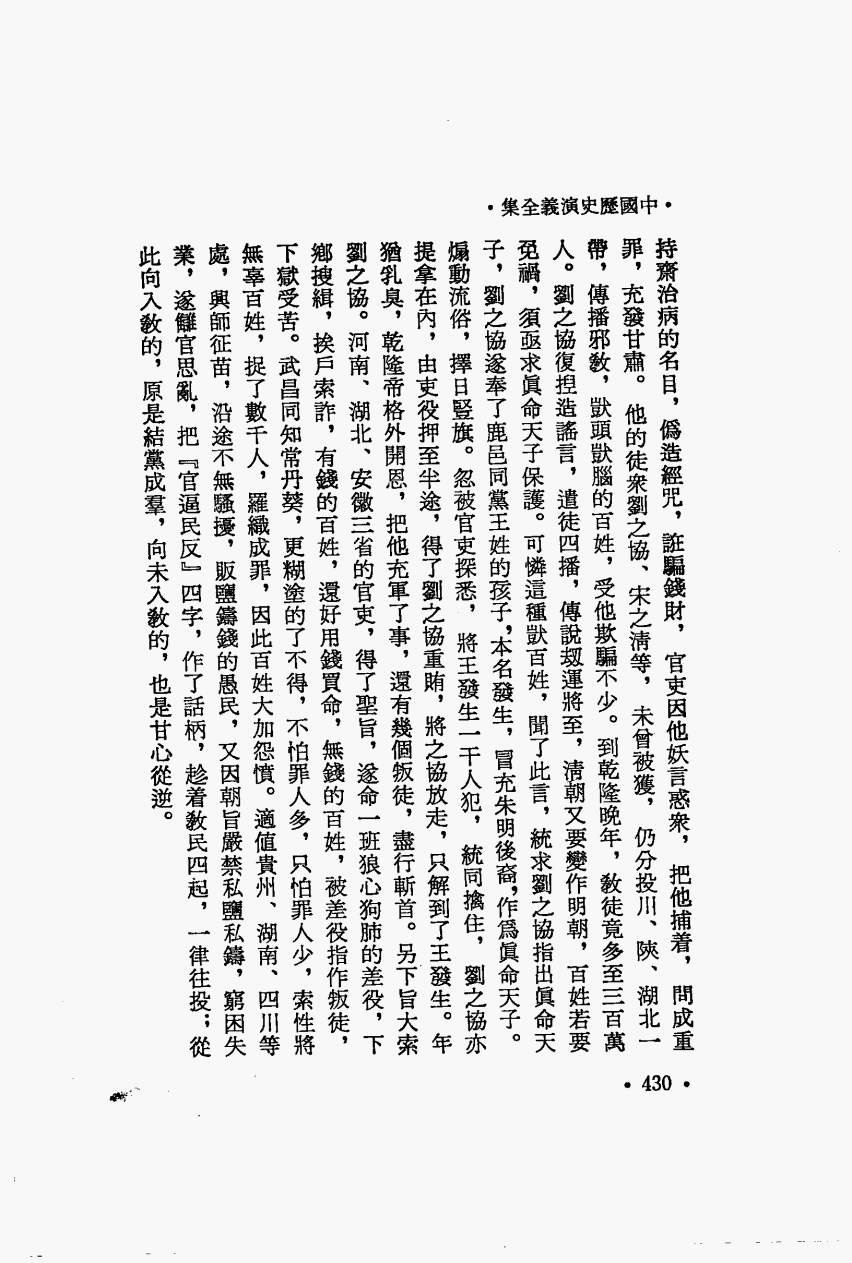 •中國歷史演義全集•
持齋治病的名目，僞造經咒，誑騙錢財，官吏因他妖言惑衆，把他捕着，問成重
罪，充發甘肅。他的徒衆劉之協、宋之淸等，未曾被獲，仍分投川、陝、湖北一
帶，傳播邪教，獃頭獃腦的百姓，受他欺騙不少。到乾隆晚年，教徒竟多至三百萬
人。劉之協復揑造謠言，遣徒四播，傳說刼運將至，淸朝又要變作明朝，百姓若要
免禍，須亟求眞命天子保護。可憐這種獃百姓，聞了此言，統求劉之協指出眞命天
子，劉之協遂奉了鹿邑同黨王姓的孩子，本名發生，冒充朱明後裔，作爲眞命天子。
煽動流俗，擇日豎旗。忽被官吏探悉，將王發生一干人犯，統同擒住，劉之協亦
提拿在內，由吏役押至半途，得了劉之協重賄，將之協放走，只解到了王發生。年
猶乳臭，乾隆帝格外開恩，把他充軍了事，還有幾個叛徒，盡行斬首。另下旨大索
劉之協。河南、湖北、安徽三省的官吏，得了聖旨，遂命一班狼心狗肺的差役，下
鄉搜緝，挨戶索詐，有錢的百姓，還好用錢買命，無錢的百姓，被差役指作叛徒，
下獄受苦。武昌同知常丹葵，更糊塗的了不得，不怕罪人多，只怕罪人少，索性將
無辜百姓，捉了數千人，羅織成罪，因此百姓大加怨憤。適值貴州、湖南、四川等
處，興師征苗，沿途不無騷擾，販鹽鑄錢的愚民，又因朝旨嚴禁私鹽私鑄，窮困失
業，遂讎官思亂，把『官逼民反』四字，作了話柄，趁着教民四起，一律往投；從
此向入敎的，原是結黨成羣，向未入敎的，也是甘心從逆。
•430•